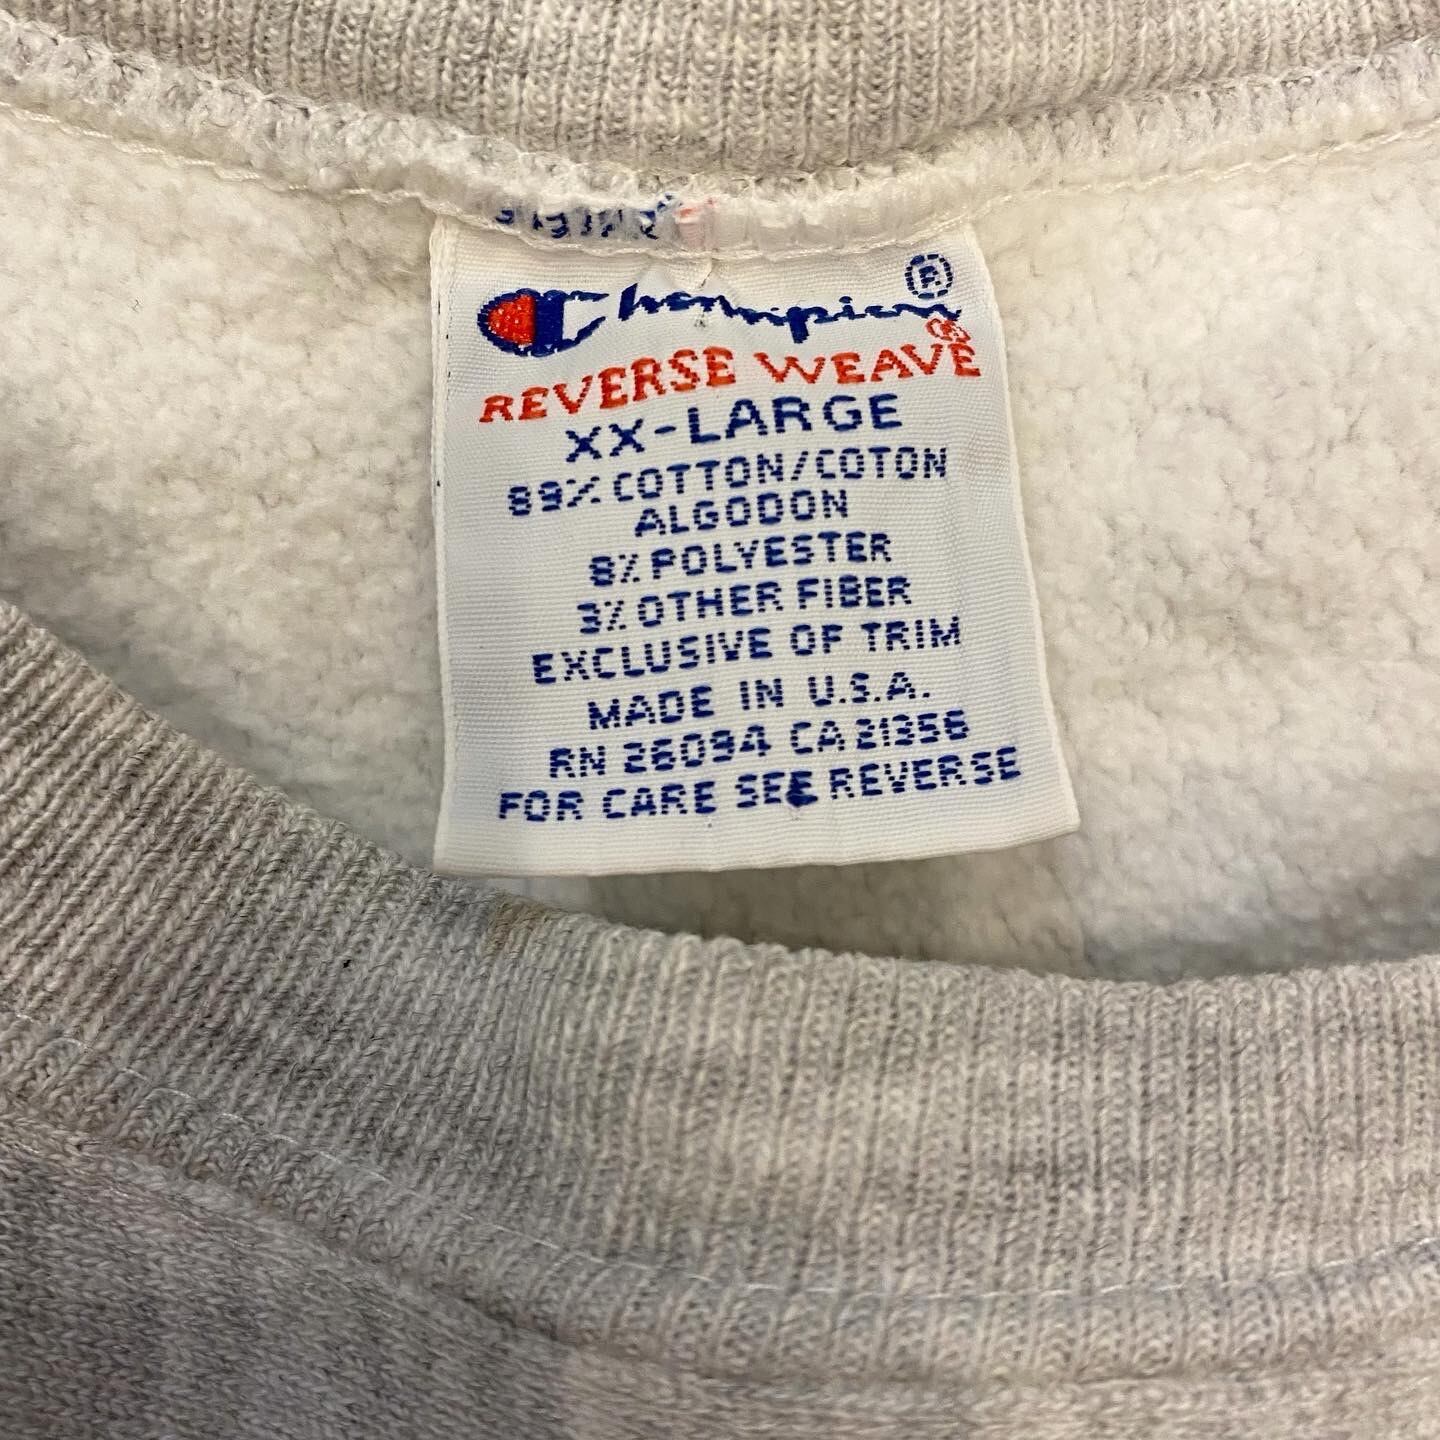 Champion ®
REVERSE WEAVE ®
XX-LARGE
89% COTTON/COTON
ALGODON
8% POLYESTER
3% OTHER FIBER
EXCLUSIVE OF TRIM
MADE IN U.S.A.
RN 26094 CA 21356
FOR CARE SEE REVERSE